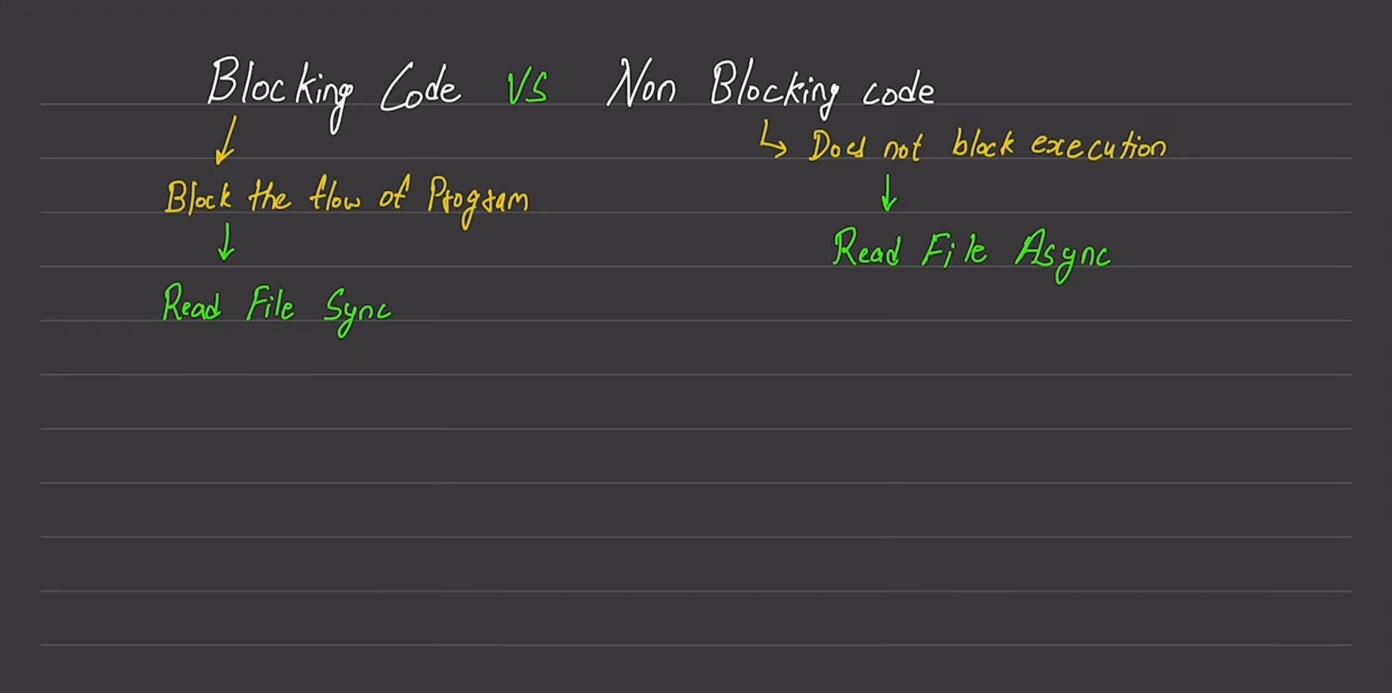 Blocking Code VS Non Blocking code
↳ Does not block execution
Block the flow of Program
Read File Async
Read File Sync